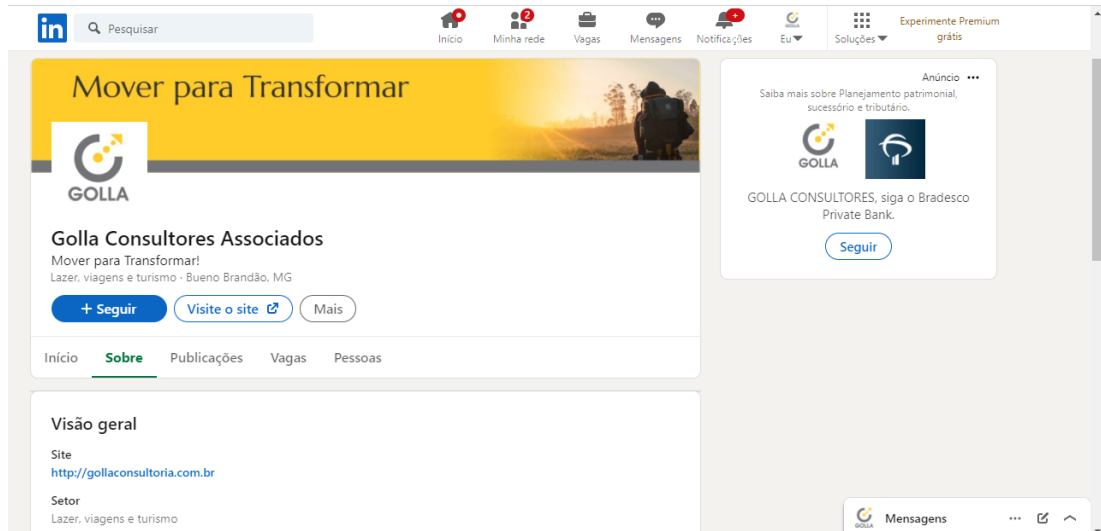 in
Pesquisar
Início
2
Minha rede
Vagas
Mensagens
+
Notificações
Eu
Soluções
Experimente Premium
grátis
Mover para Transformar
GOLLA
Golla Consultores Associados
Mover para Transformar!
Lazer, viagens e turismo · Bueno Brandão, MG
+ Seguir
Visite o site
Mais
Início
Sobre
Publicações
Vagas
Pessoas
Visão geral
Site
http://gollaconsultoria.com.br
Setor
Lazer, viagens e turismo
Anúncio •••
Saiba mais sobre Planejamento patrimonial,
sucessório e tributário.
GOLLA
GOLLA CONSULTORES, siga o Bradesco
Private Bank.
Seguir
GOLLA
Mensagens